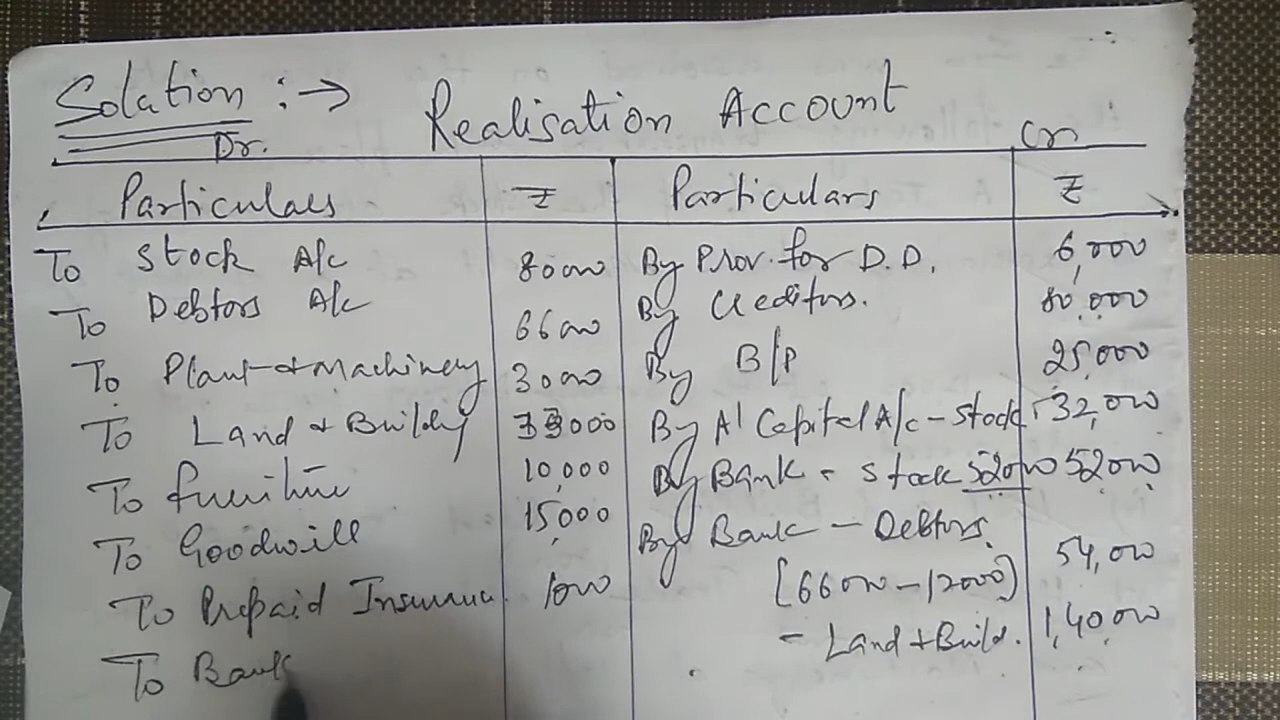 Solation :→ Realisation Account
Dr. Cr
Particulars ₹ Particulars ₹
To Stock A/c 80000 By Prov. for D.D. 6,000
To Debtors A/c 66000 By Creditors. 80,000
To Plant & Machinery 30000 By B/P 25,000
To Land & Building By A' Capital A/c - Stock 32,000
To furniture 10,000 By Bank - Stock 52000 52000
To Goodwill 15,000 By Bank - Debtors. 54,000
To Prepaid Insurance 1000 [66000-12000)
To Bank - Land + Build. 1,40,000